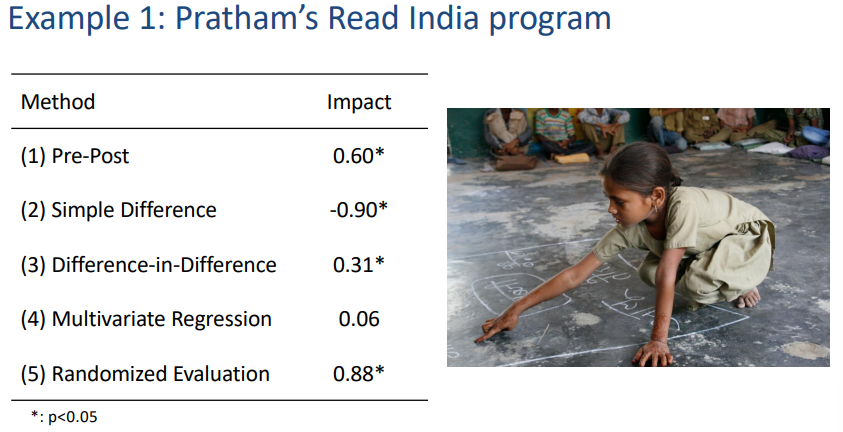 Example 1: Pratham's Read India program
Method Impact
(1) Pre-Post 0.60*
(2) Simple Difference -0.90*
(3) Difference-in-Difference 0.31*
(4) Multivariate Regression 0.06
(5) Randomized Evaluation 0.88*
*: p<0.05